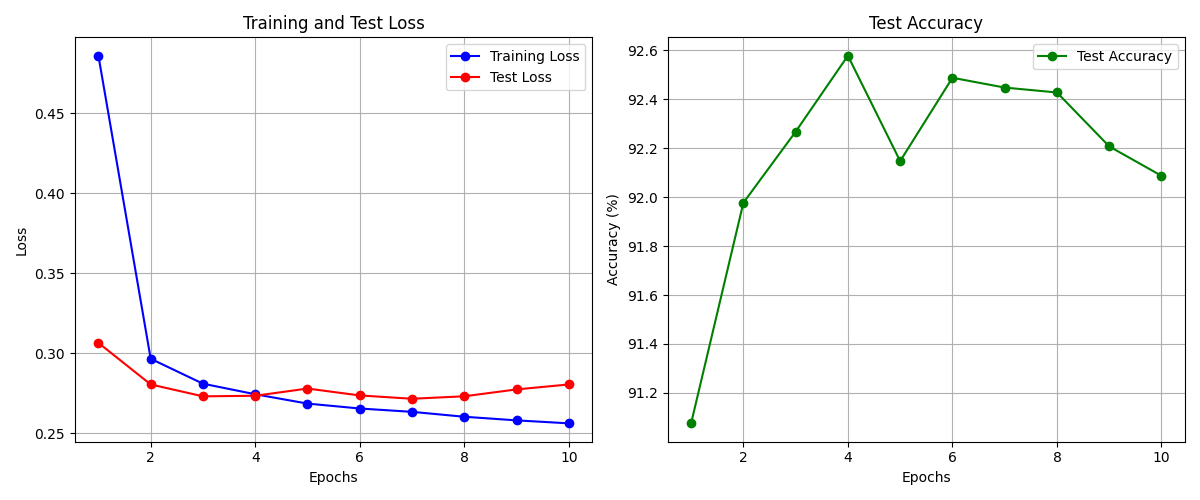 Training and Test Loss
Training Loss
Test Loss
0.45
0.40
0.35
0.30
0.25
Loss
2 4 6 8 10
Epochs
Test Accuracy
Test Accuracy
92.6
92.4
92.2
92.0
91.8
91.6
91.4
91.2
Accuracy (%)
2 4 6 8 10
Epochs